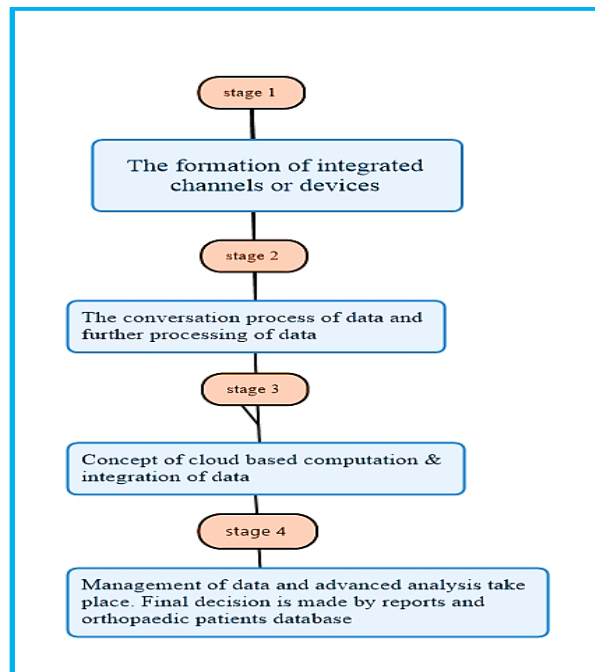 stage 1
The formation of integrated
channels or devices
stage 2
The conversation process of data and
further processing of data
stage 3
Concept of cloud based computation &
integration of data
stage 4
Management of data and advanced analysis take
place. Final decision is made by reports and
orthopaedic patients database